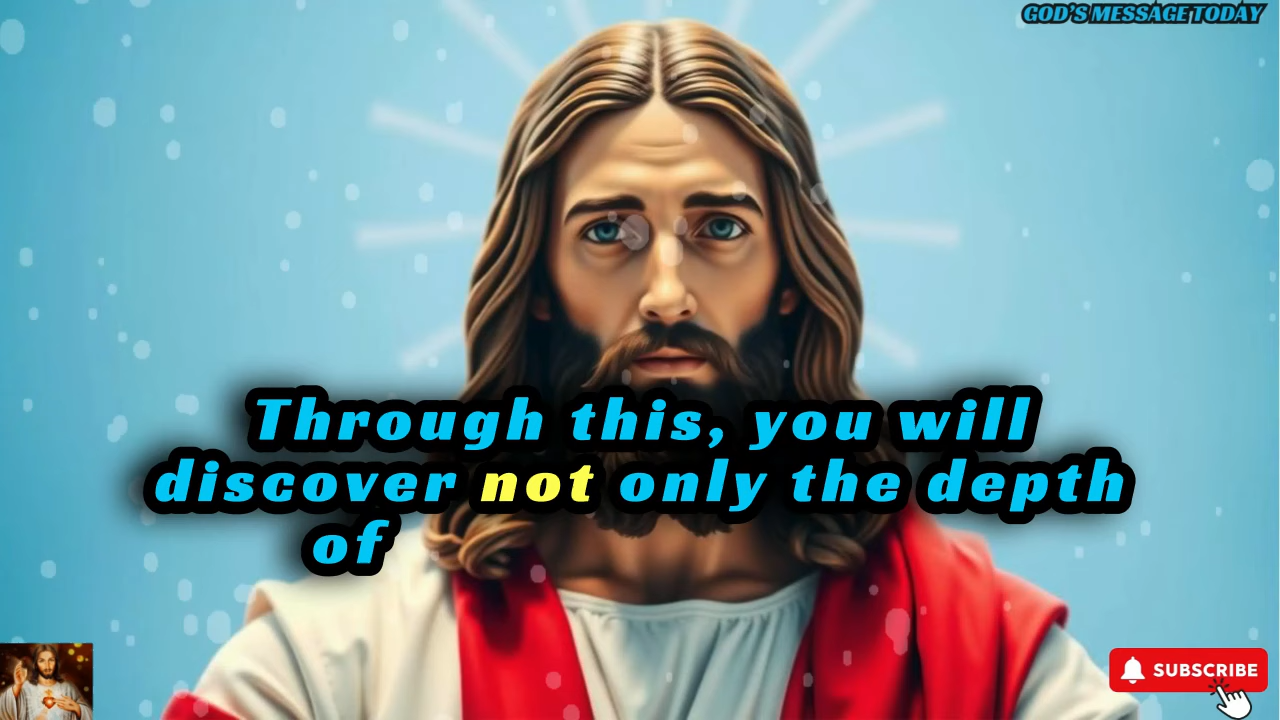 GOD'S MESSAGE TODAY
Through this, you will
discover not only the depth
of
SUBSCRIBE